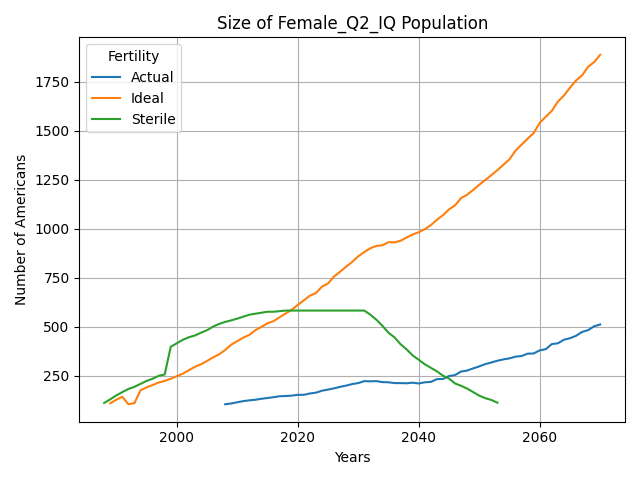 Size of Female_Q2_IQ Population
Fertility
Actual
Ideal
Sterile
Number of Americans
1750
1500
1250
1000
750
500
250
2000
2020
2040
2060
Years